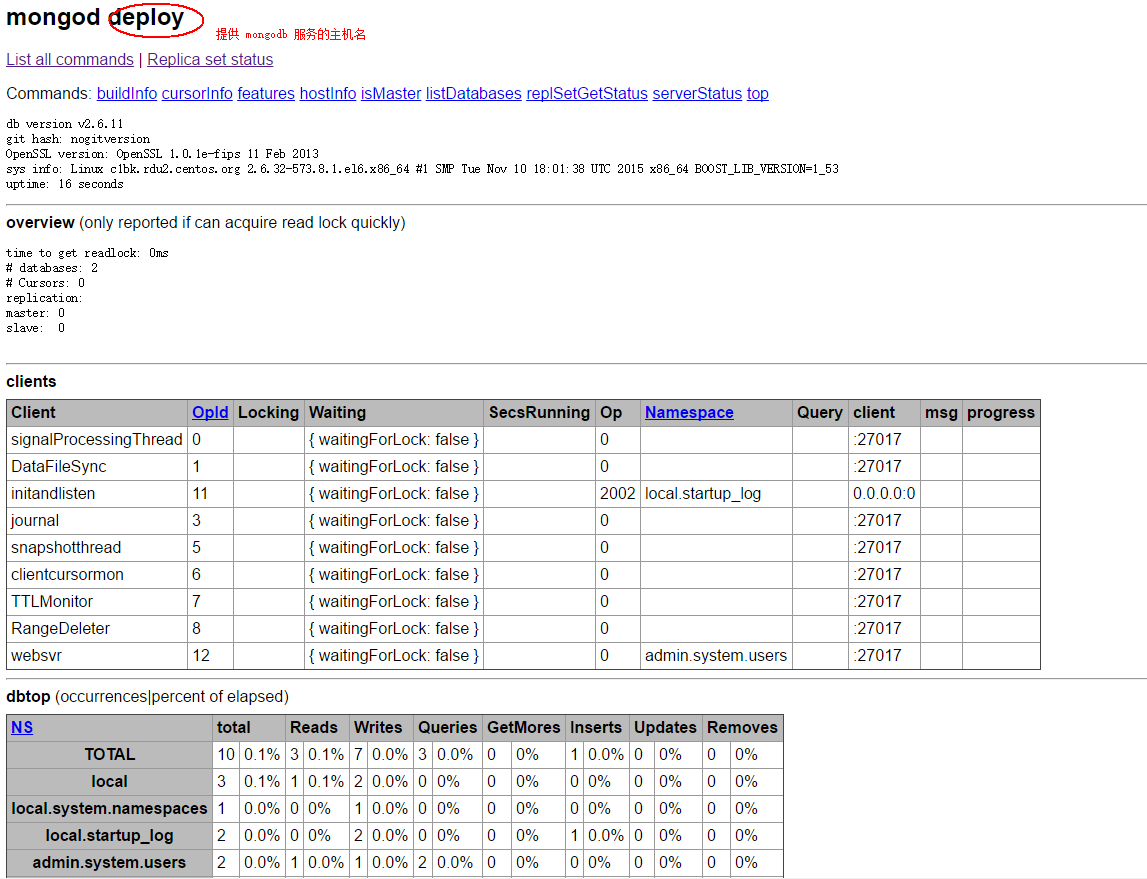 mongod deploy
提供 mongodb 服务的主机名
List all commands | Replica set status
Commands: buildInfo cursorInfo features hostInfo isMaster listDatabases replSetGetStatus serverStatus top
db version v2.6.11
git hash: nogitversion
OpenSSL version: OpenSSL 1.0.1e-fips 11 Feb 2013
sys info: Linux c1bk.rdu2.centos.org 2.6.32-573.8.1.el6.x86_64 #1 SMP Tue Nov 10 18:01:38 UTC 2015 x86_64 BOOST_LIB_VERSION=1_53
uptime: 16 seconds
overview (only reported if can acquire read lock quickly)
time to get readlock: 0ms
# databases: 2
# Cursors: 0
replication:
master: 0
slave:  0
clients
Client OpId Locking Waiting SecsRunning Op Namespace Query client msg progress
signalProcessingThread 0 { waitingForLock: false } 0 :27017
DataFileSync 1 { waitingForLock: false } 0 :27017
initandlisten 11 { waitingForLock: false } 2002 local.startup_log 0.0.0.0:0
journal 3 { waitingForLock: false } 0 :27017
snapshotthread 5 { waitingForLock: false } 0 :27017
clientcursormon 6 { waitingForLock: false } 0 :27017
TTLMonitor 7 { waitingForLock: false } 0 :27017
RangeDeleter 8 { waitingForLock: false } 0 :27017
websvr 12 { waitingForLock: false } 0 admin.system.users :27017
dbtop (occurrences|percent of elapsed)
NS total Reads Writes Queries GetMores Inserts Updates Removes
TOTAL 10 0.1% 3 0.1% 7 0.0% 3 0.0% 0 0% 1 0.0% 0 0% 0 0%
local 3 0.1% 1 0.1% 2 0.0% 0 0% 0 0% 0 0% 0 0% 0 0%
local.system.namespaces 1 0.0% 0 0% 1 0.0% 0 0% 0 0% 0 0% 0 0% 0 0%
local.startup_log 2 0.0% 0 0% 2 0.0% 0 0% 0 0% 1 0.0% 0 0% 0 0%
admin.system.users 2 0.0% 1 0.0% 1 0.0% 2 0.0% 0 0% 0 0% 0 0% 0 0%